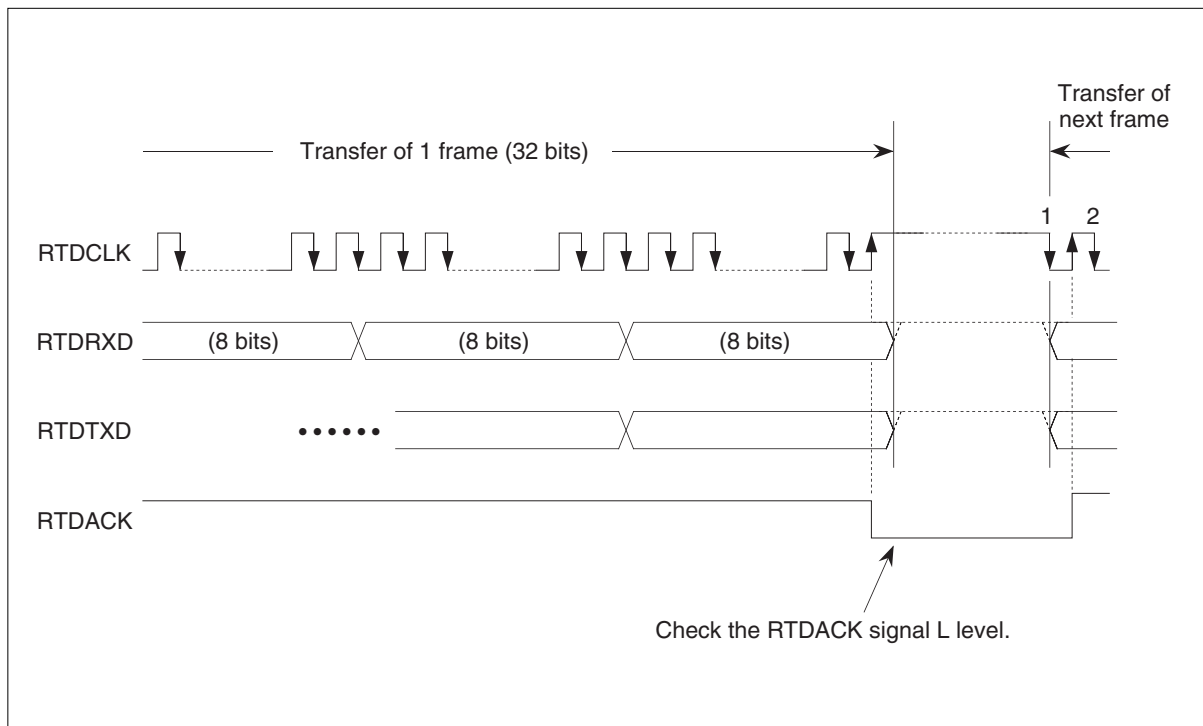 Transfer of
next frame
Transfer of 1 frame (32 bits)
1 2
RTDCLK
RTDRXD (8 bits) (8 bits) (8 bits)
RTDTXD
RTDACK
Check the RTDACK signal L level.